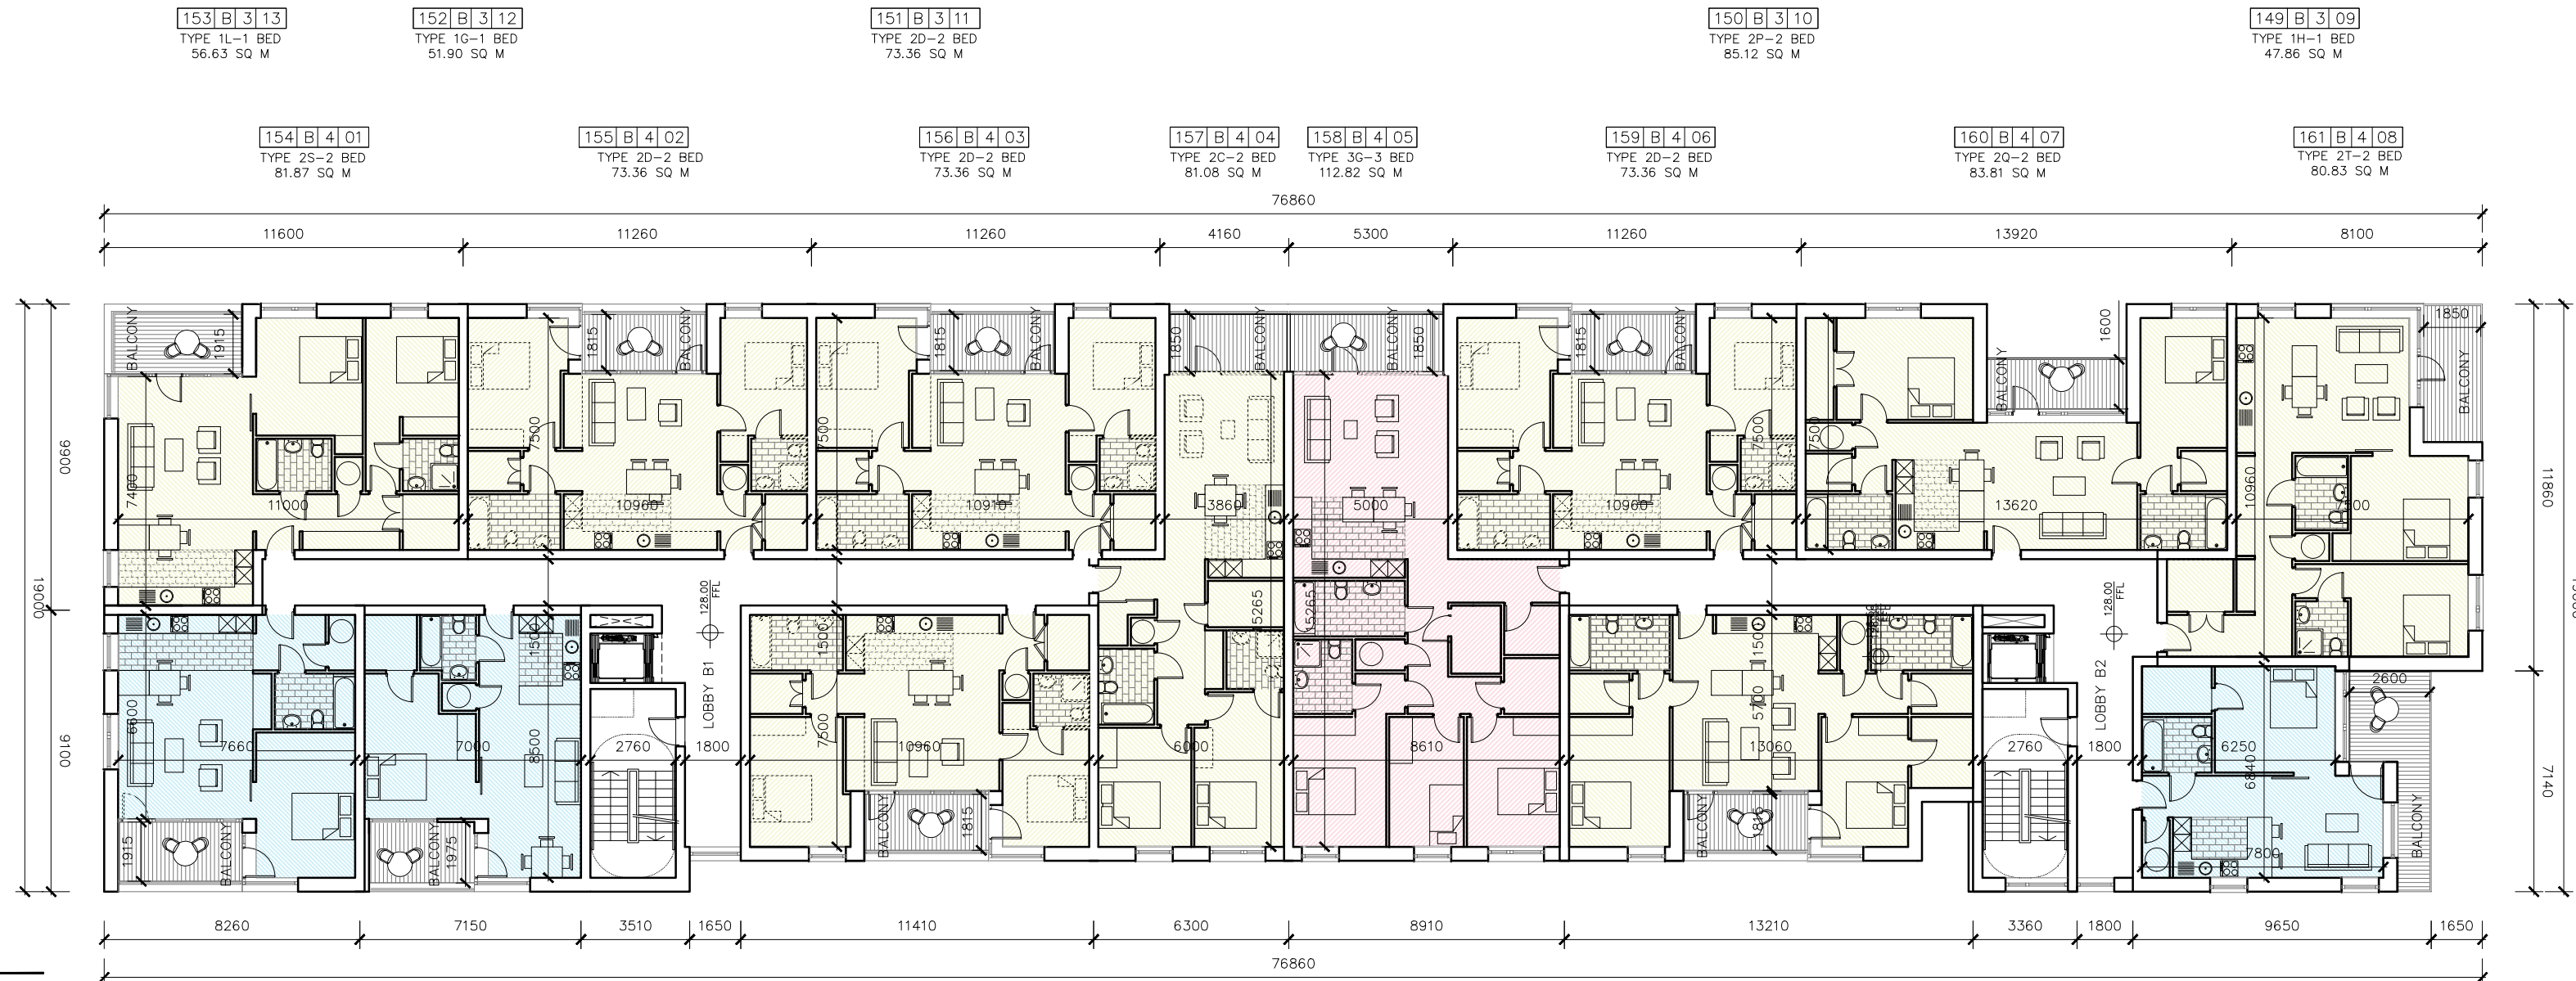 153 B 3 13
TYPE 1L-1 BED
56.63 SQ M
152 B 3 12
TYPE 1G-1 BED
51.90 SQ M
151 B 3 11
TYPE 2D-2 BED
73.36 SQ M
150 B 3 10
TYPE 2P-2 BED
85.12 SQ M
149 B 3 09
TYPE 1H-1 BED
47.86 SQ M
154 B 4 01
TYPE 2S-2 BED
81.87 SQ M
155 B 4 02
TYPE 2D-2 BED
73.36 SQ M
156 B 4 03
TYPE 2D-2 BED
73.36 SQ M
157 B 4 04
TYPE 2C-2 BED
81.08 SQ M
158 B 4 05
TYPE 3G-3 BED
112.82 SQ M
159 B 4 06
TYPE 2D-2 BED
73.36 SQ M
160 B 4 07
TYPE 2Q-2 BED
83.81 SQ M
161 B 4 08
TYPE 2T-2 BED
80.83 SQ M
76860
11600
11260
11260
4160
5300
11260
13920
8100
BALCONY
1915
1815
BALCONY
1815
BALCONY
1850
BALCONY
1850
BALCONY
1815
BALCONY
BALCONY
1600
1850
BALCONY
9900
7400
11000
7500
10960
7500
10910
3860
5000
7500
10960
7500
13620
10960
11860
19000
128.00
FFL
LOBBY B1
15265
15265
128.00
FFL
LOBBY B2
9100
6600
7660
7000
1500
8500
2760
1800
1500
7500
10960
6000
8610
1500
5700
13060
2760
1800
6250
6840
2600
7140
1915
BALCONY
BALCONY
1975
BALCONY
1815
BALCONY
1815
7800
BALCONY
8260
7150
3510
1650
11410
6300
8910
13210
3360
1800
9650
1650
76860